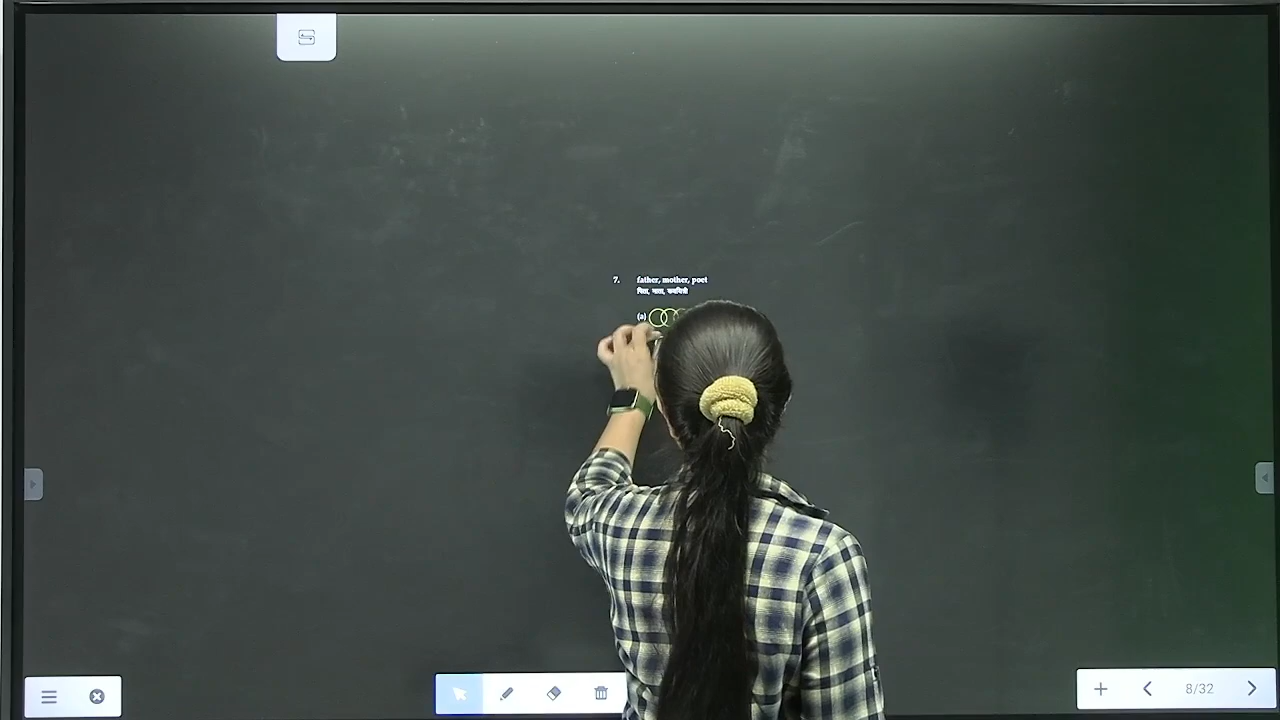 7. father, mother, poet
पिता, माता, कवयित्री
(a)
8/32